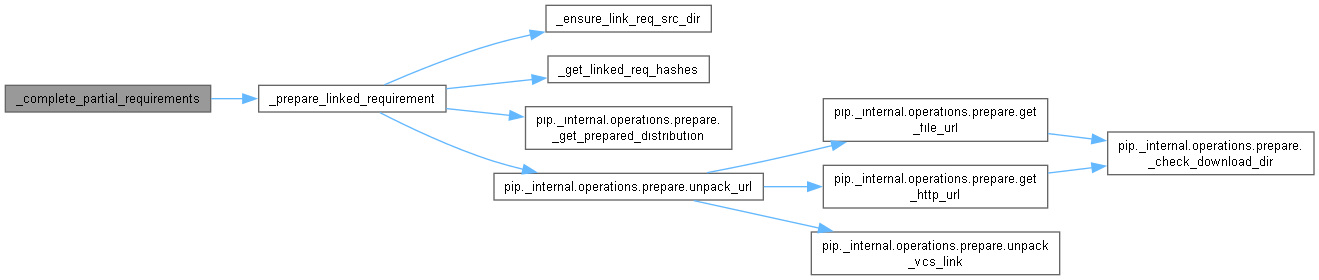 _complete_partial_requirements
_prepare_linked_requirement
_ensure_link_req_src_dir
_get_linked_req_hashes
pip._internal.operations.prepare.
_get_prepared_distribution
pip._internal.operations.prepare.unpack_url
pip._internal.operations.prepare.get
_file_url
pip._internal.operations.prepare.get
_http_url
pip._internal.operations.prepare.unpack
_vcs_link
pip._internal.operations.prepare.
_check_download_dir